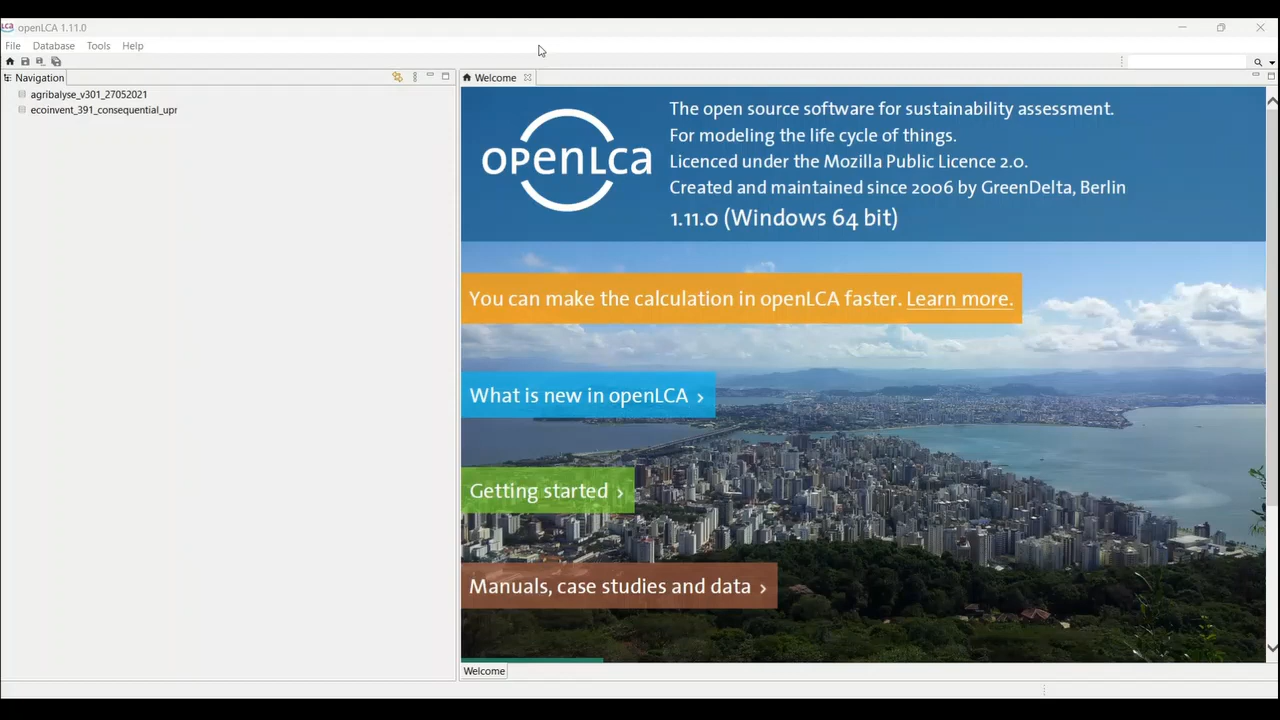 openLCA 1.11.0
File Database Tools Help
Navigation
agribalyse_v301_27052021
ecoinvent_391_consequential_upr
Welcome
openLca
The open source software for sustainability assessment.
For modeling the life cycle of things.
Licenced under the Mozilla Public Licence 2.0.
Created and maintained since 2006 by GreenDelta, Berlin
1.11.0 (Windows 64 bit)
You can make the calculation in openLCA faster. Learn more.
What is new in openLCA ›
Getting started ›
Manuals, case studies and data ›
Welcome